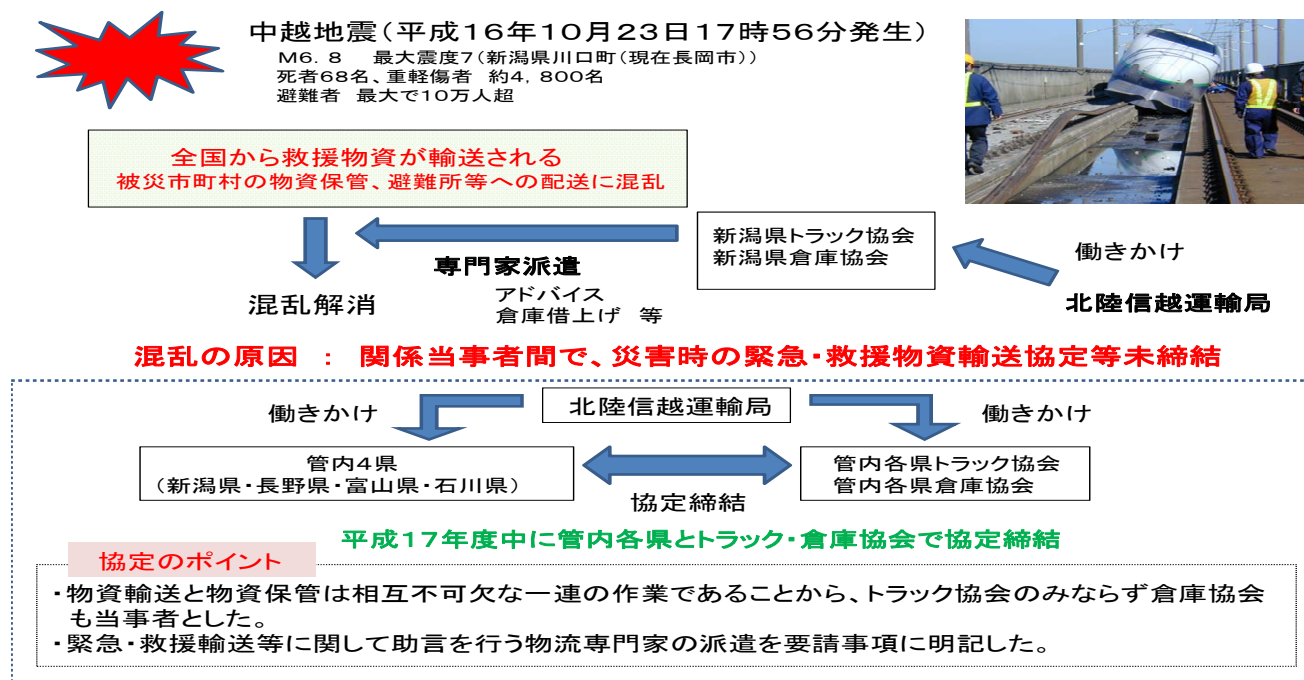 中越地震(平成16年10月23日17時56分発生)
M6.8 最大震度7(新潟県川口町(現在長岡市))
死者68名、重軽傷者 約4,800名
避難者 最大で10万人超
全国から救援物資が輸送される
被災市町村の物資保管、避難所等への配送に混乱
新潟県トラック協会
新潟県倉庫協会
働きかけ
北陸信越運輸局
専門家派遣
アドバイス
倉庫借上げ 等
混乱解消
混乱の原因 : 関係当事者間で、災害時の緊急・救援物資輸送協定等未締結
働きかけ
北陸信越運輸局
働きかけ
管内4県
(新潟県・長野県・富山県・石川県)
協定締結
管内各県トラック協会
管内各県倉庫協会
平成17年度中に管内各県とトラック・倉庫協会で協定締結
協定のポイント
・物資輸送と物資保管は相互不可欠な一連の作業であることから、トラック協会のみならず倉庫協会
も当事者とした。
・緊急・救援輸送等に関して助言を行う物流専門家の派遣を要請事項に明記した。